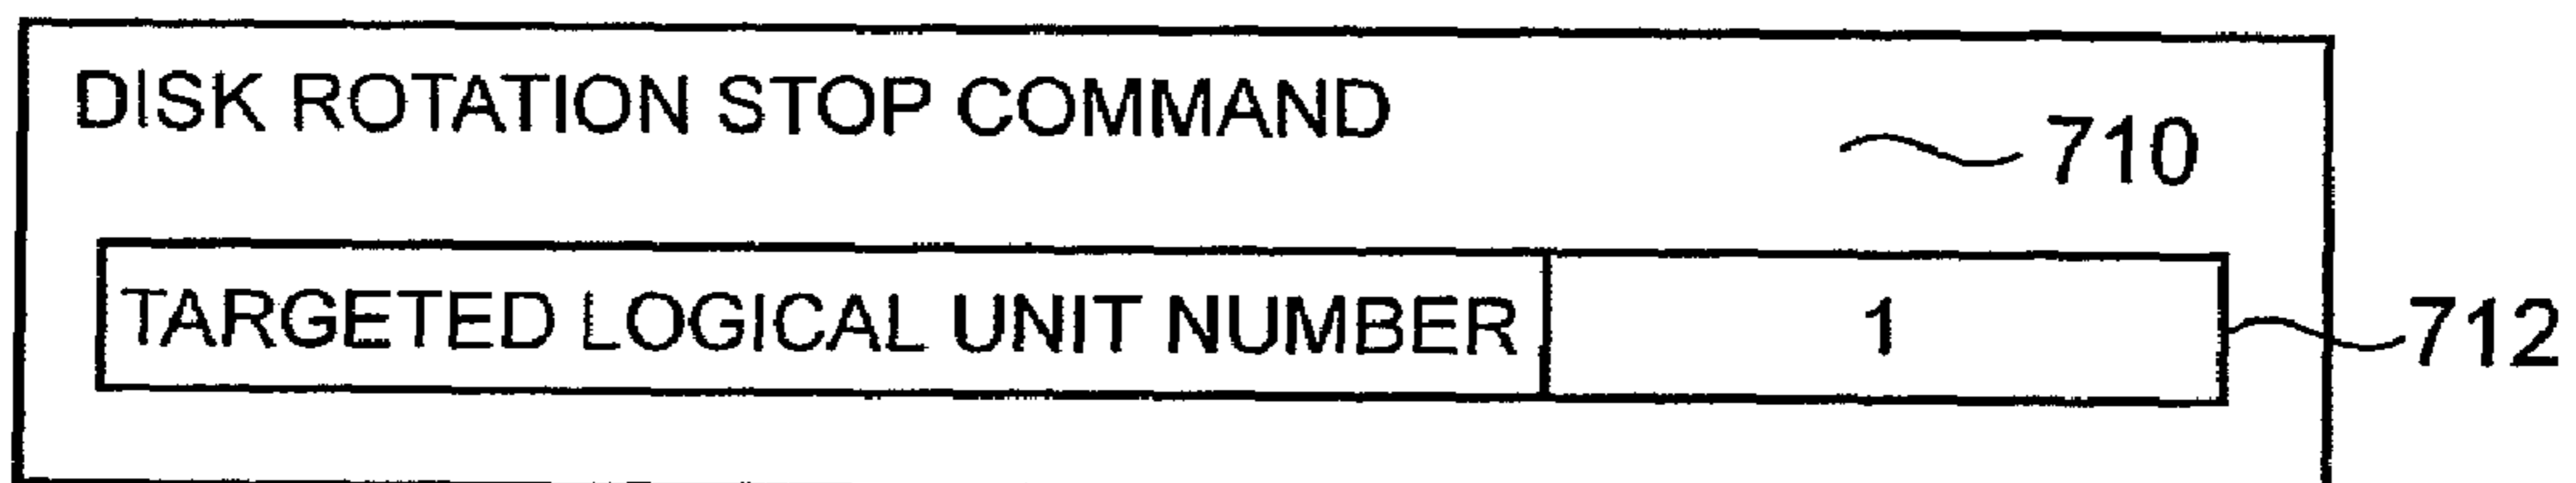 DISK ROTATION STOP COMMAND
710
TARGETED LOGICAL UNIT NUMBER 1
712